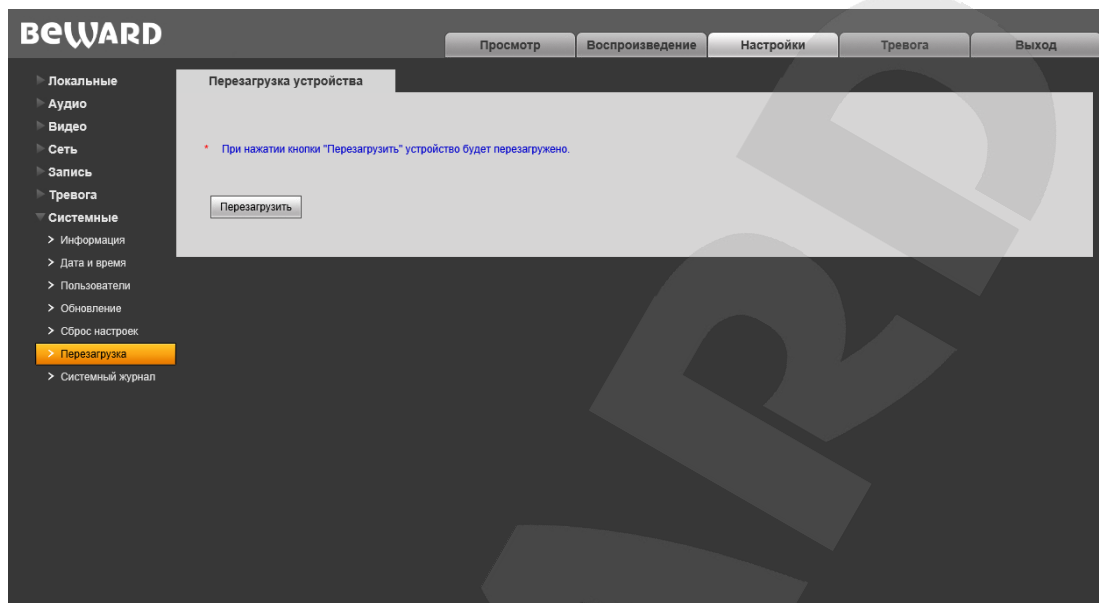 BEWARD
Просмотр Воспроизведение Настройки Тревога Выход
Локальные
Аудио
Видео
Сеть
Запись
Тревога
Системные
Информация
Дата и время
Пользователи
Обновление
Сброс настроек
Перезагрузка
Системный журнал
Перезагрузка устройства
* При нажатии кнопки "Перезагрузить" устройство будет перезагружено.
Перезагрузить